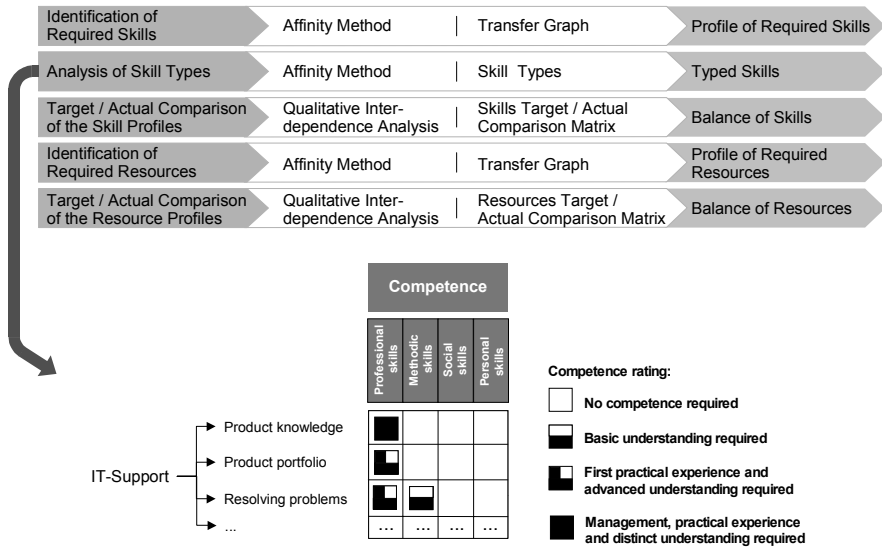 Identification of
Required Skills
Affinity Method
Transfer Graph
Profile of Required Skills
Analysis of Skill Types
Affinity Method
Skill Types
Typed Skills
Target / Actual Comparison
of the Skill Profiles
Qualitative Inter-
dependence Analysis
Skills Target / Actual
Comparison Matrix
Balance of Skills
Identification of
Required Resources
Affinity Method
Transfer Graph
Profile of Required
Resources
Target / Actual Comparison
of the Resource Profiles
Qualitative Inter-
dependence Analysis
Resources Target /
Actual Comparison Matrix
Balance of Resources
Competence
Professional
skills
Methodic
skills
Social
skills
Personal
skills
IT-Support
Product knowledge
Product portfolio
Resolving problems
...
... ... ... ...
Competence rating:
No competence required
Basic understanding required
First practical experience and
advanced understanding required
Management, practical experience
and distinct understanding required